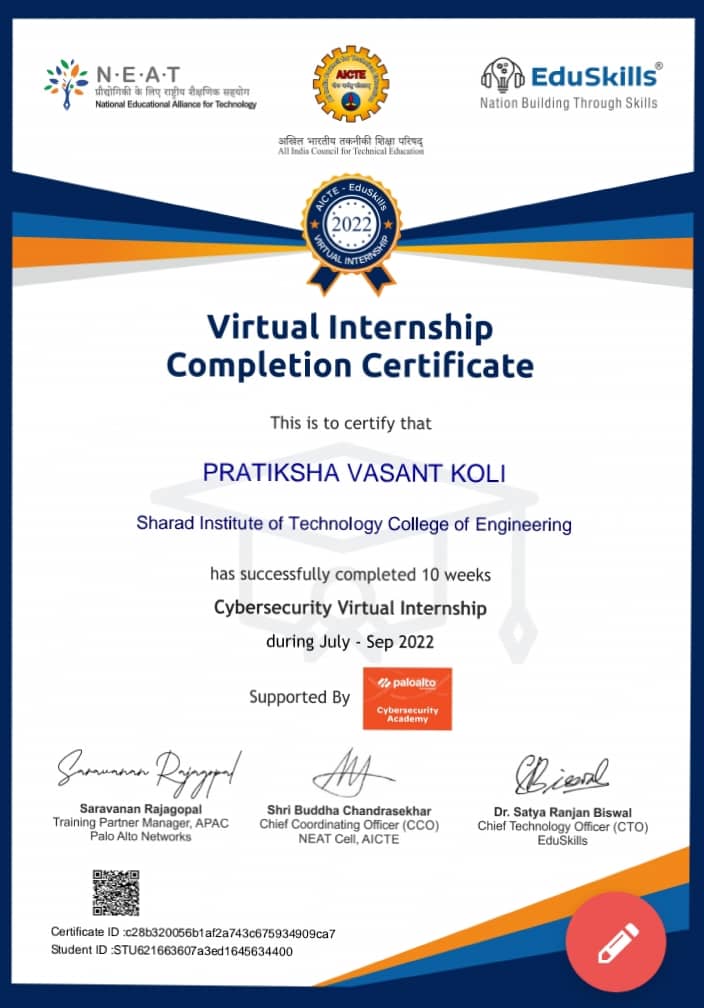 N·E·A·T
प्रौद्योगिकी के लिए राष्ट्रीय शैक्षणिक सहयोग
National Educational Alliance for Technology
AICTE
अखिल भारतीय तकनीकी शिक्षा परिषद्
All India Council for Technical Education
EduSkills®
Nation Building Through Skills
AICTE - EduSkills
2022
VIRTUAL INTERNSHIP
Virtual Internship
Completion Certificate
This is to certify that
PRATIKSHA VASANT KOLI
Sharad Institute of Technology College of Engineering
has successfully completed 10 weeks
Cybersecurity Virtual Internship
during July - Sep 2022
Supported By
paloalto
Cybersecurity
Academy
Saravanan Rajagopal
Saravanan Rajagopal
Training Partner Manager, APAC
Palo Alto Networks
Shri Buddha Chandrasekhar
Chief Coordinating Officer (CCO)
NEAT Cell, AICTE
SBiswal
Dr. Satya Ranjan Biswal
Chief Technology Officer (CTO)
EduSkills
Certificate ID :c28b320056b1af2a743c675934909ca7
Student ID :STU621663607a3ed1645634400